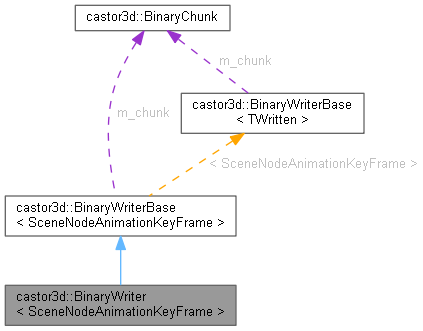 castor3d::BinaryChunk
m_chunk
m_chunk
castor3d::BinaryWriterBase
< TWritten >
< SceneNodeAnimationKeyFrame >
castor3d::BinaryWriterBase
< SceneNodeAnimationKeyFrame >
castor3d::BinaryWriter
< SceneNodeAnimationKeyFrame >